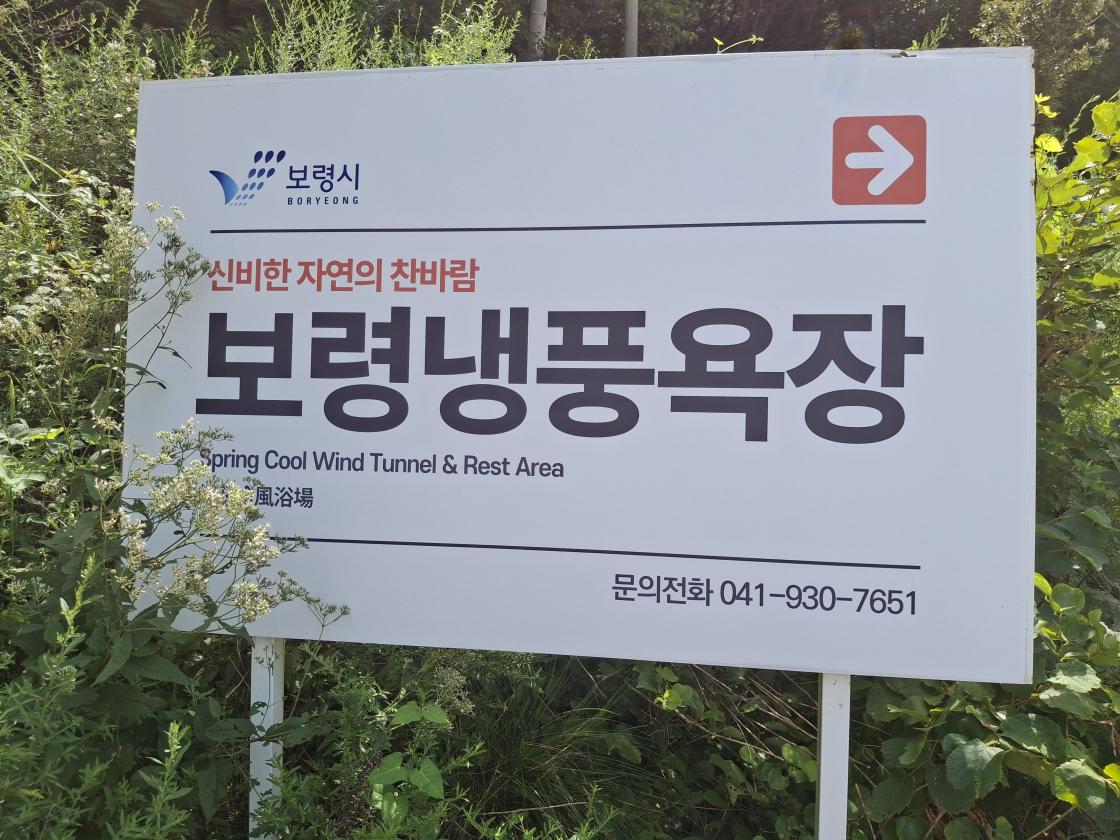 보령시
BORYEONG
신비한 자연의 찬바람
보령냉풍욕장
Spring Cool Wind Tunnel & Rest Area
風浴場
문의전화 041-930-7651